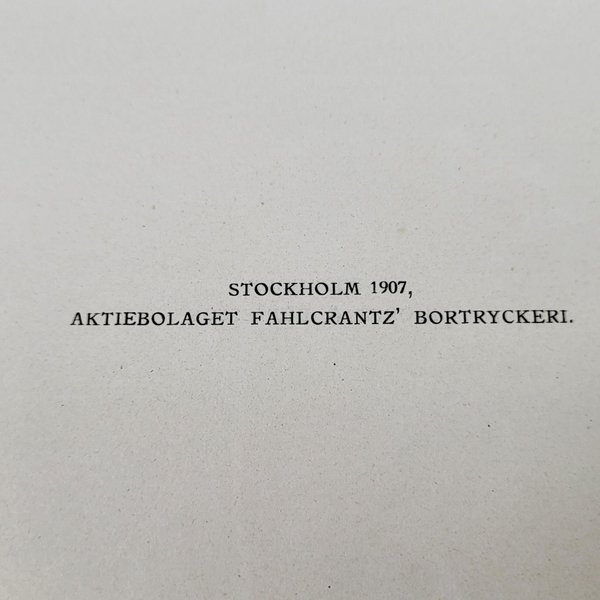 STOCKHOLM 1907,
AKTIEBOLAGET FAHLCRANTZ' BORTRYCKERI.